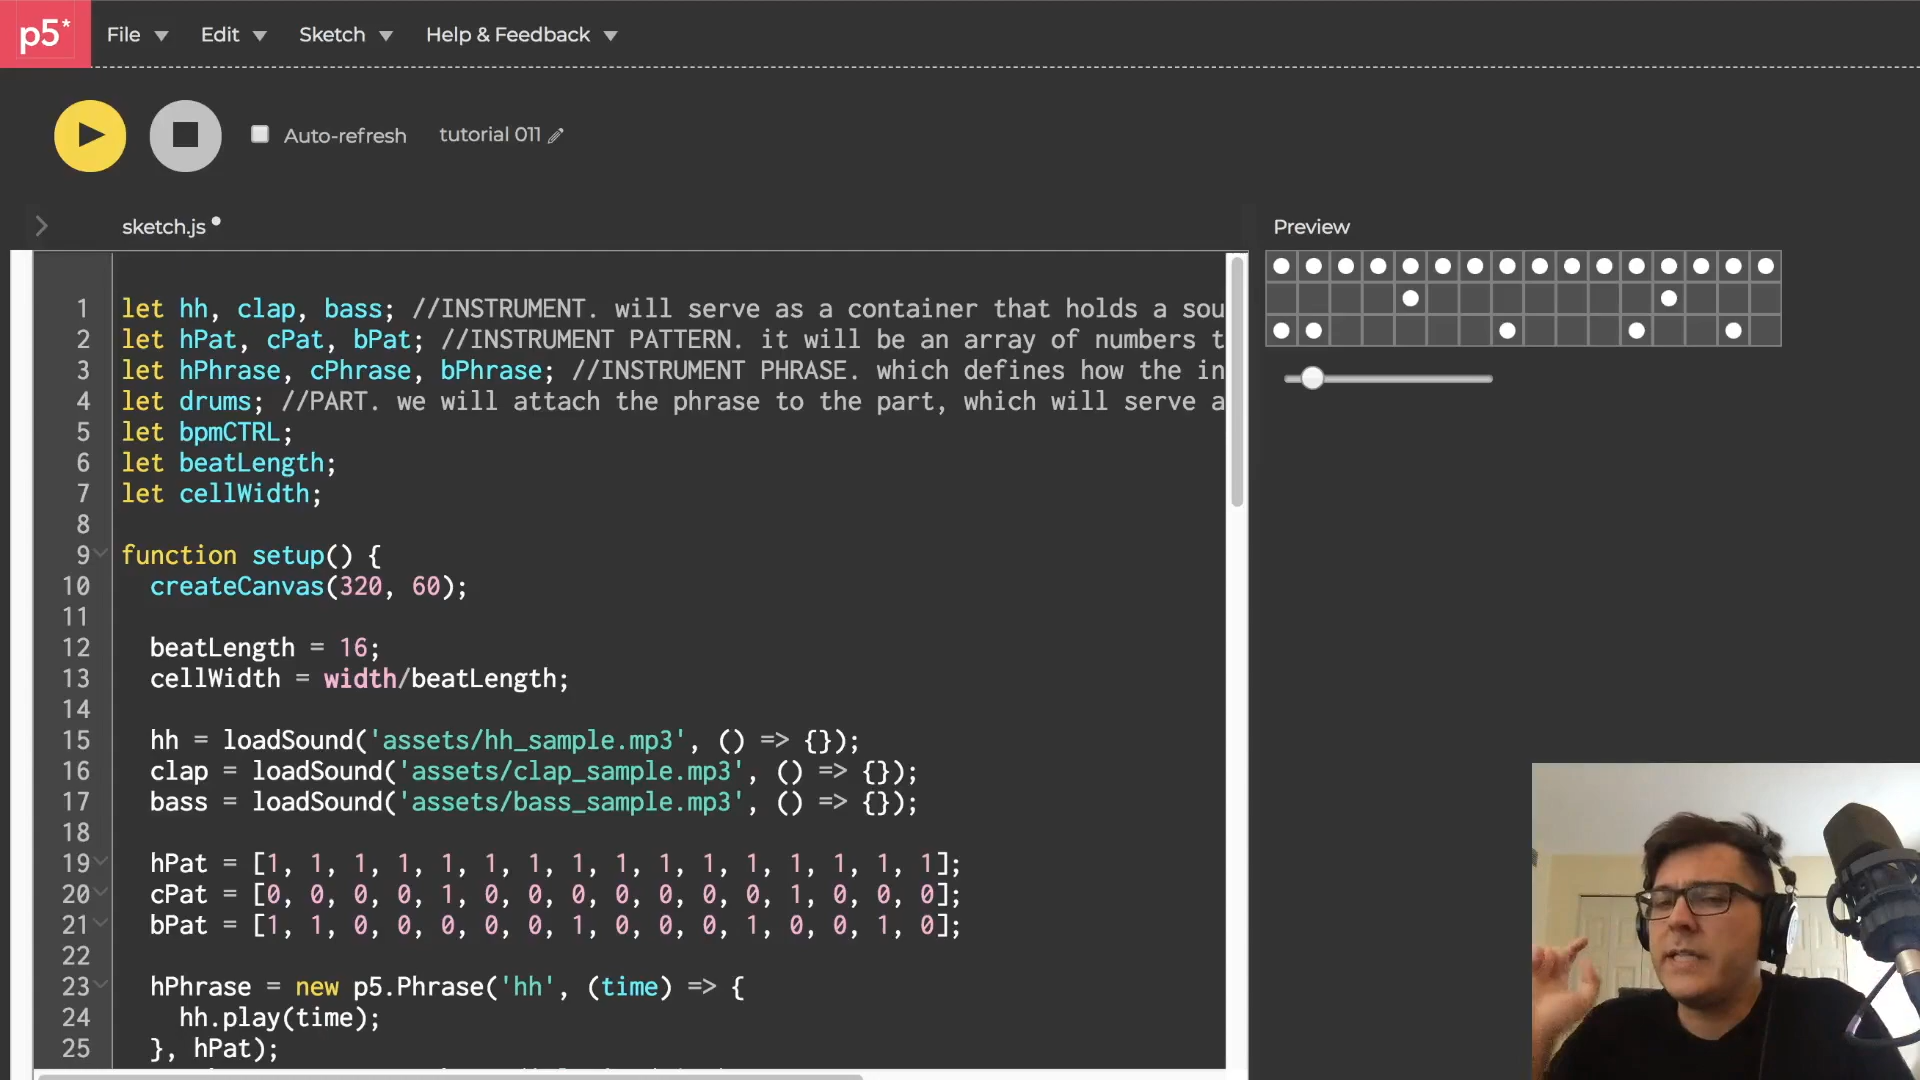 p5* File Edit Sketch Help & Feedback
Auto-refresh tutorial 011
sketch.js
Preview
1 let hh, clap, bass; //INSTRUMENT. will serve as a container that holds a sou
2 let hPat, cPat, bPat; //INSTRUMENT PATTERN. it will be an array of numbers t
3 let hPhrase, cPhrase, bPhrase; //INSTRUMENT PHRASE. which defines how the in
4 let drums; //PART. we will attach the phrase to the part, which will serve a
5 let bpmCTRL;
6 let beatLength;
7 let cellWidth;
8
9 function setup() {
10 createCanvas(320, 60);
11
12 beatLength = 16;
13 cellWidth = width/beatLength;
14
15 hh = loadSound('assets/hh_sample.mp3', () => {});
16 clap = loadSound('assets/clap_sample.mp3', () => {});
17 bass = loadSound('assets/bass_sample.mp3', () => {});
18
19 hPat = [1, 1, 1, 1, 1, 1, 1, 1, 1, 1, 1, 1, 1, 1, 1, 1];
20 cPat = [0, 0, 0, 0, 1, 0, 0, 0, 0, 0, 0, 0, 1, 0, 0, 0];
21 bPat = [1, 1, 0, 0, 0, 0, 0, 1, 0, 0, 0, 1, 0, 0, 1, 0];
22
23 hPhrase = new p5.Phrase('hh', (time) => {
24 hh.play(time);
25 }, hPat);